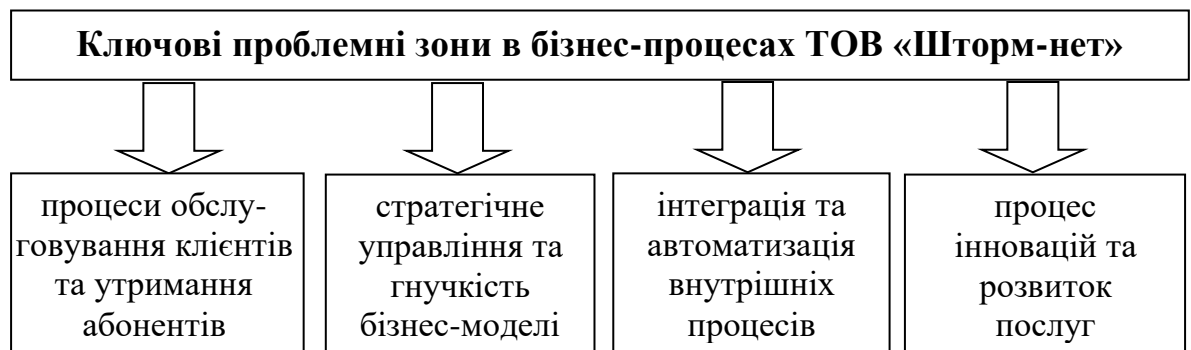 Ключові проблемні зони в бізнес-процесах ТОВ «Шторм-нет»
процеси обслу-
говування клієнтів
та утримання
абонентів
стратегічне
управління та
гнучкість
бізнес-моделі
інтеграція та
автоматизація
внутрішніх
процесів
процес
інновацій та
розвиток
послуг